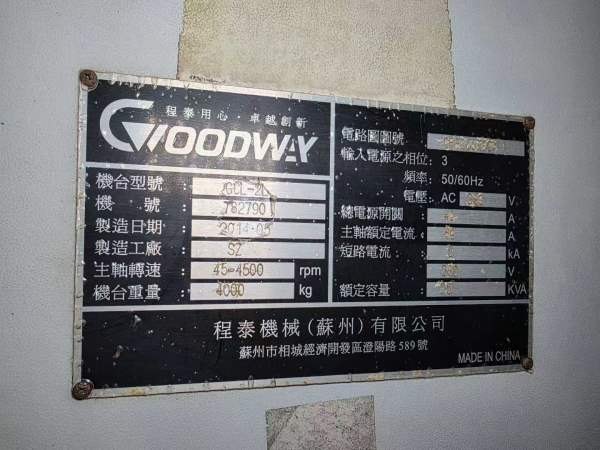 程泰用心·卓越創新
GOODWAY
機台型號 GCL-2L
機 號 762790
製造日期 2014-05
製造工廠 SZ
主軸轉速 45-4500 rpm
機台重量 4000 kg
電路圖圖號
輸入電源之相位: 3
頻率: 50/60Hz
電壓: AC V
總電源開關 A
主軸額定電流 A
短路電流 kA
V
額定容量 KVA
程泰機械(蘇州)有限公司
蘇州市相城經濟開發區澄陽路589號
MADE IN CHINA